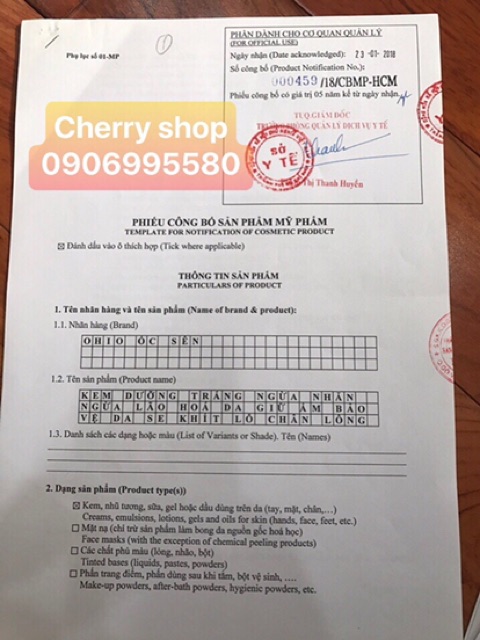 Phụ lục số 01-MP
PHẦN DÀNH CHO CƠ QUAN QUẢN LÝ
(FOR OFFICIAL USE)
Ngày nhận (Date acknowledged): 23-01-2018
Số công bố (Product Notification No.):
000459/18/CBMP-HCM
Phiếu công bố có giá trị 05 năm kể từ ngày nhận
TUQ.GIÁM ĐỐC
TRƯỞNG PHÒNG QUẢN LÝ DỊCH VỤ Y TẾ
SỞ
Y TẾ
Thị Thanh Huyền
Cherry shop
0906995580
PHIẾU CÔNG BỐ SẢN PHẨM MỸ PHẨM
TEMPLATE FOR NOTIFICATION OF COSMETIC PRODUCT
☒ Đánh dấu vào ô thích hợp (Tick where applicable)
THÔNG TIN SẢN PHẨM
PARTICULARS OF PRODUCT
1. Tên nhãn hàng và tên sản phẩm (Name of brand & product):
1.1. Nhãn hàng (Brand)
OHIO ỐC SÊN
1.2. Tên sản phẩm (Product name)
KEM DƯỠNG TRẮNG NGỪA NHĂN
NGỪA LÃO HOÁ DA GIỮ ẨM BẢO
VỆ DA SE KHÍT LỖ CHÂN LÔNG
1.3. Danh sách các dạng hoặc màu (List of Variants or Shade). Tên (Names)
2. Dạng sản phẩm (Product type(s))
☒ Kem, nhũ tương, sữa, gel hoặc dầu dùng trên da (tay, mặt, chân,...)
Creams, emulsions, lotions, gels and oils for skin (hands, face, feet, etc.)
☐ Mặt nạ (chỉ trừ sản phẩm làm bong da nguồn gốc hoá học)
Face masks (with the exception of chemical peeling products)
☐ Các chất phủ màu (lỏng, nhão, bột)
Tinted bases (liquids, pastes, powders)
☐ Phấn trang điểm, phấn dùng sau khi tắm, bột vệ sinh, ....
Make-up powders, after-bath powders, hygienic powders, etc.